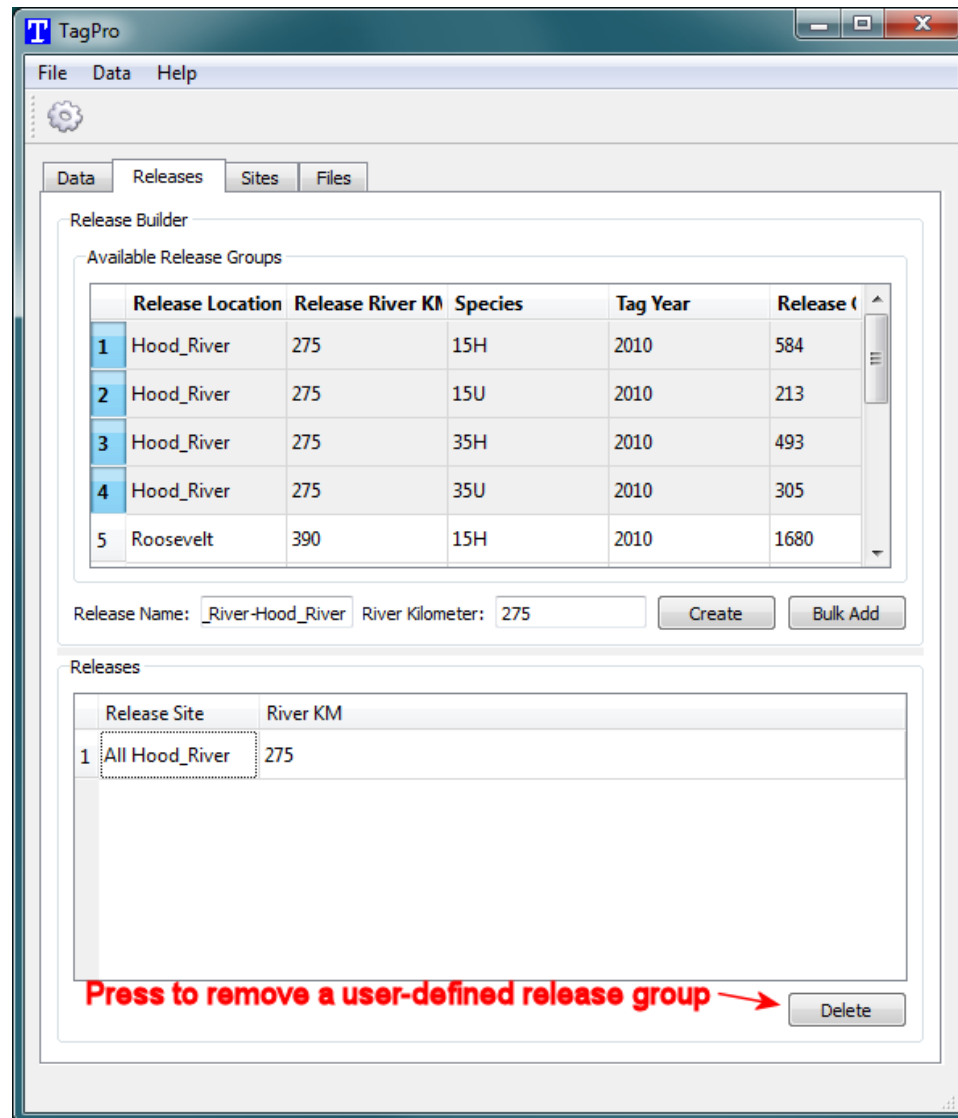 TagPro
File Data Help
Data Releases Sites Files
Release Builder
Available Release Groups
Release Location Release River KM Species Tag Year Release (
1 Hood_River 275 15H 2010 584
2 Hood_River 275 15U 2010 213
3 Hood_River 275 35H 2010 493
4 Hood_River 275 35U 2010 305
5 Roosevelt 390 15H 2010 1680
Release Name: _River-Hood_River River Kilometer: 275 Create Bulk Add
Releases
Release Site River KM
1 All Hood_River 275
Press to remove a user-defined release group
Delete